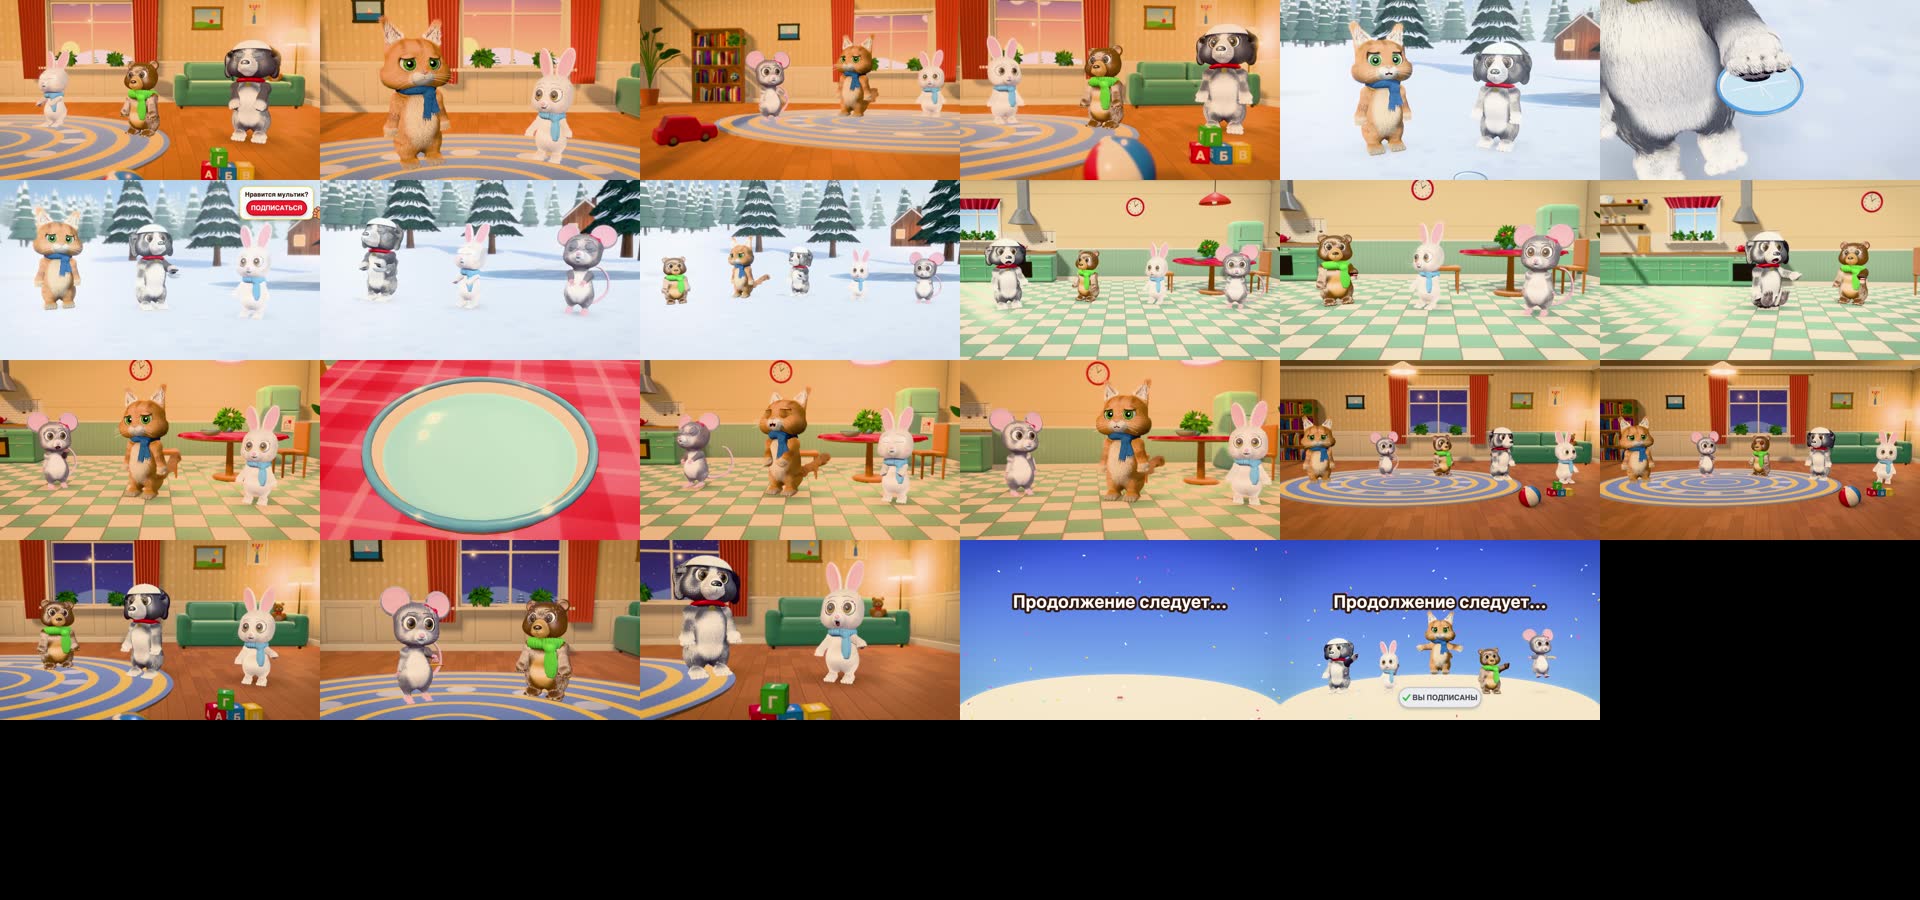 Г
А Б
Г
А Б В
Нравится мультик?
ПОДПИСАТЬСЯ
Г
А Б
Г
Продолжение следует...
Продолжение следует...
ВЫ ПОДПИСАНЫ